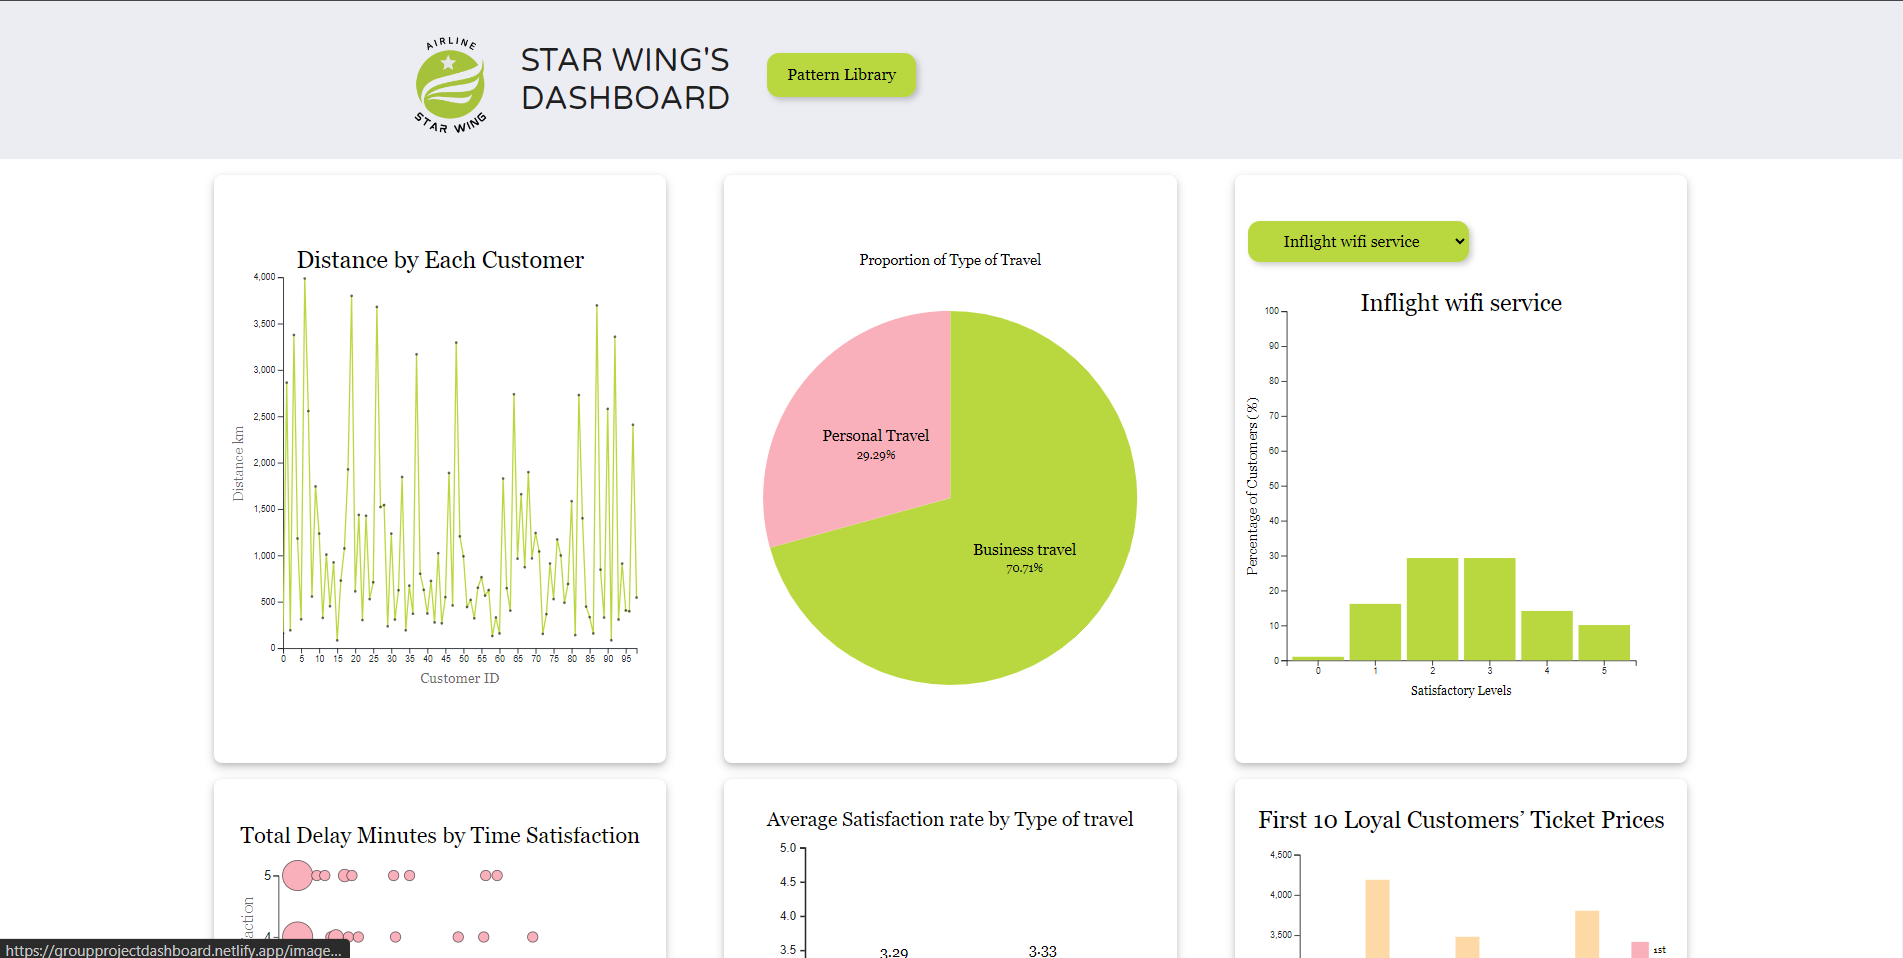 AIRLINE
STAR WING
STAR WING'S
DASHBOARD
Pattern Library
Distance by Each Customer
4,000
3,500
3,000
2,500
2,000
1,500
1,000
500
0
Distance km
0 5 10 15 20 25 30 35 40 45 50 55 60 65 70 75 80 85 90 95
Customer ID
Proportion of Type of Travel
Personal Travel
29.29%
Business travel
70.71%
Inflight wifi service
Inflight wifi service
100
90
80
70
60
50
40
30
20
10
0
Percentage of Customers (%)
0 1 2 3 4 5
Satisfactory Levels
Total Delay Minutes by Time Satisfaction
5
4
Average Satisfaction rate by Type of travel
5.0
4.5
4.0
3.5
3.29
3.33
First 10 Loyal Customers’ Ticket Prices
4,500
4,000
3,500
1st
https://groupprojectdashboard.netlify.app/image...